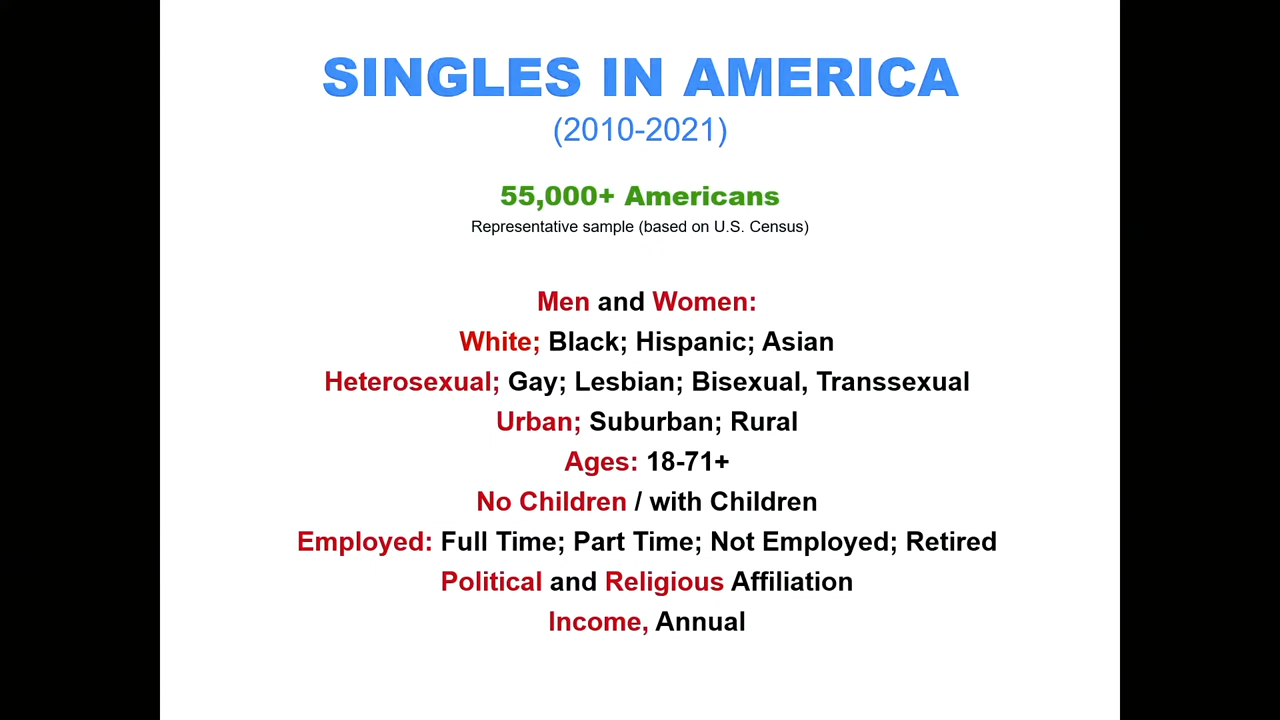 SINGLES IN AMERICA
(2010-2021)
55,000+ Americans
Representative sample (based on U.S. Census)
Men and Women:
White; Black; Hispanic; Asian
Heterosexual; Gay; Lesbian; Bisexual, Transsexual
Urban; Suburban; Rural
Ages: 18-71+
No Children / with Children
Employed: Full Time; Part Time; Not Employed; Retired
Political and Religious Affiliation
Income, Annual